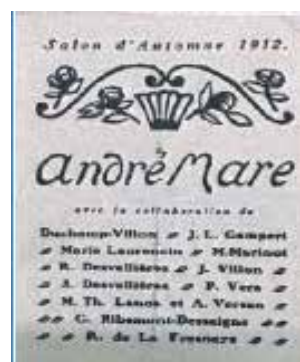 Salon d'Automne 1912.
André Mare
avec la collaboration de
Duchamp-Villon J. L. Gampert
Marie Laurencin M. Marinot
R. Desvallières J. Villon
S. Desvallières P. Vera
M. Th. Lanoa et A. Versan
G. Ribemont-Dessaignes
R. de La Fresnaye